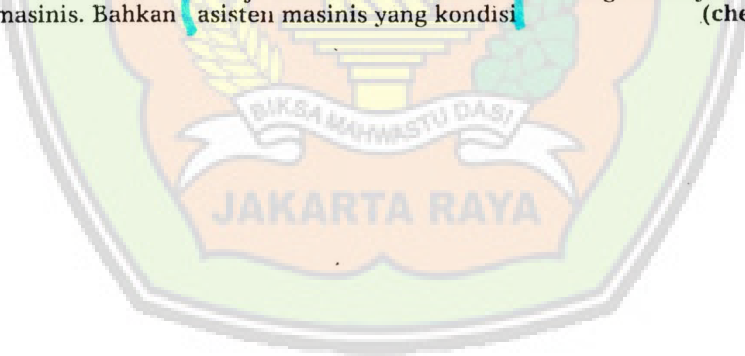 masinis. Bahkan asisten masinis yang kondisi (che
BIKSA MAHWASTU DASI
JAKARTA RAYA